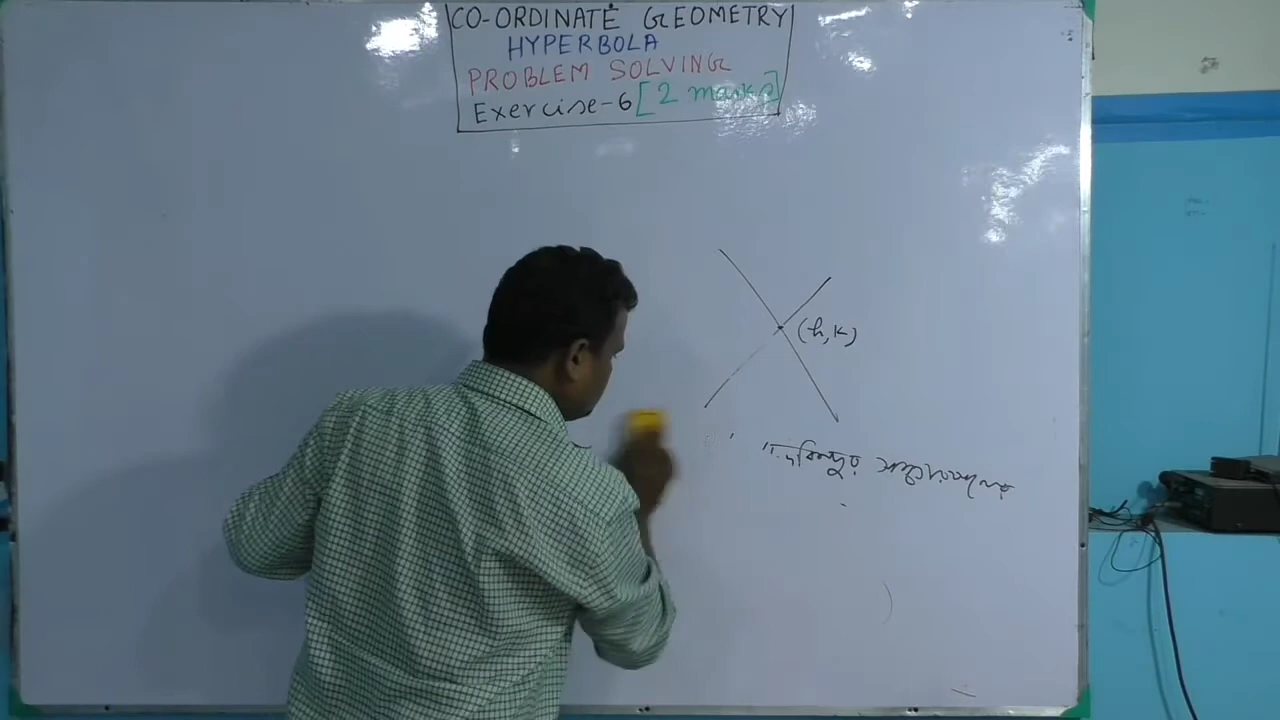 CO-ORDINATE GEOMETRY
HYPERBOLA
PROBLEM SOLVING
Exercise-6 [2 marks]
(h,k)